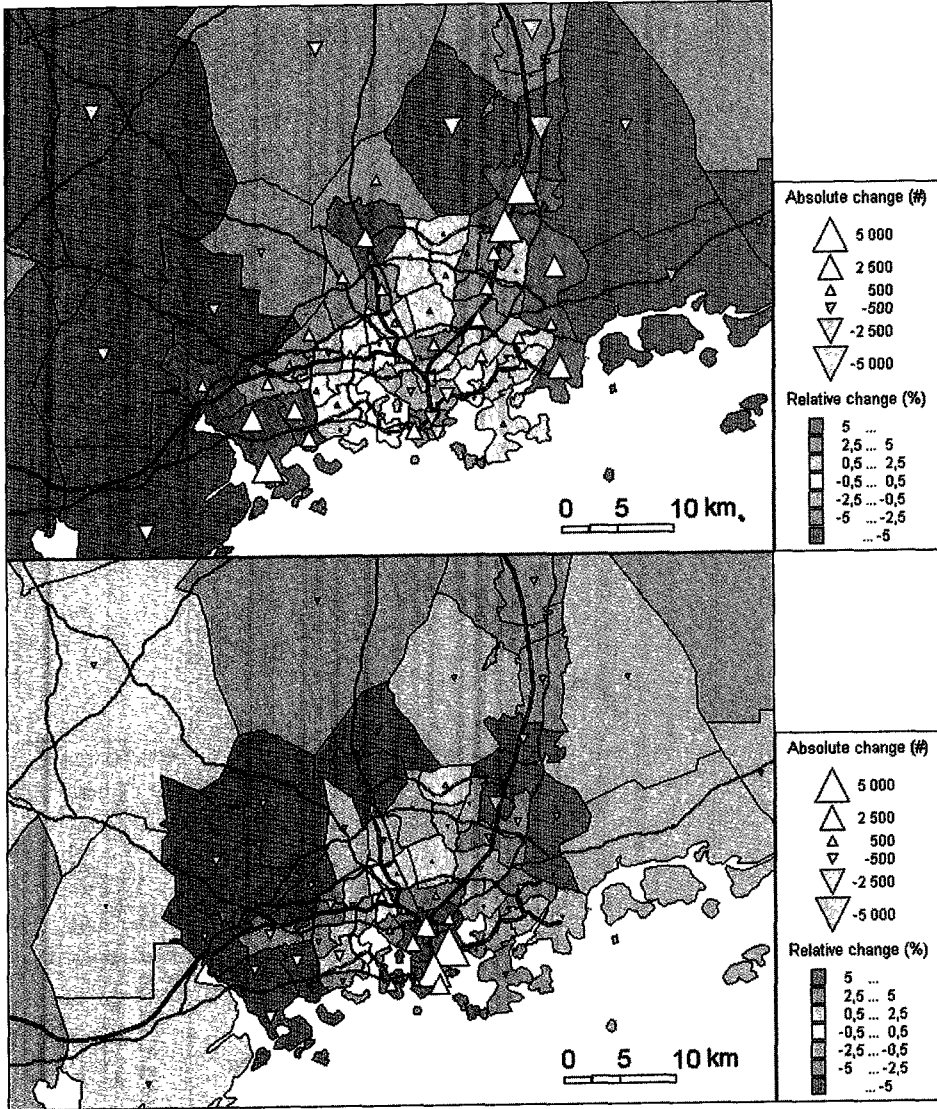 Absolute change (#)
5 000
2 500
500
-500
-2 500
-5 000
Relative change (%)
5 ...
2,5 ... 5
0,5 ... 2,5
-0,5 ... 0,5
-2,5 ... -0,5
-5 ... -2,5
... -5
0 5 10 km
Absolute change (#)
5 000
2 500
500
-500
-2 500
-5 000
Relative change (%)
5 ...
2,5 ... 5
0,5 ... 2,5
-0,5 ... 0,5
-2,5 ... -0,5
-5 ... -2,5
... -5
0 5 10 km